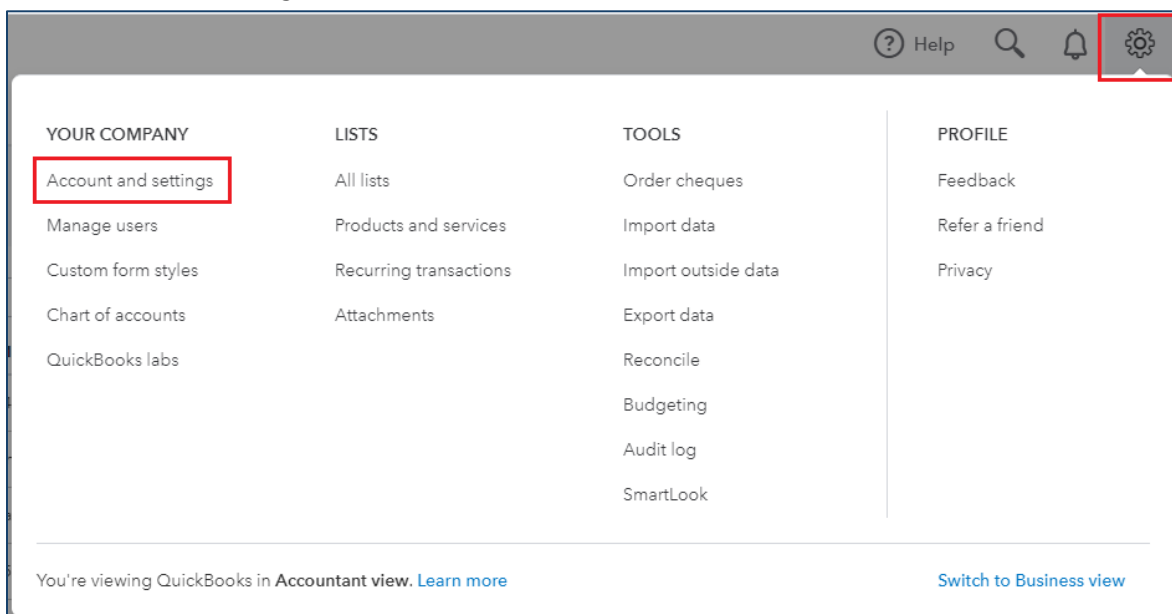 Help
YOUR COMPANY
Account and settings
Manage users
Custom form styles
Chart of accounts
QuickBooks labs
LISTS
All lists
Products and services
Recurring transactions
Attachments
TOOLS
Order cheques
Import data
Import outside data
Export data
Reconcile
Budgeting
Audit log
SmartLook
PROFILE
Feedback
Refer a friend
Privacy
You're viewing QuickBooks in Accountant view. Learn more
Switch to Business view